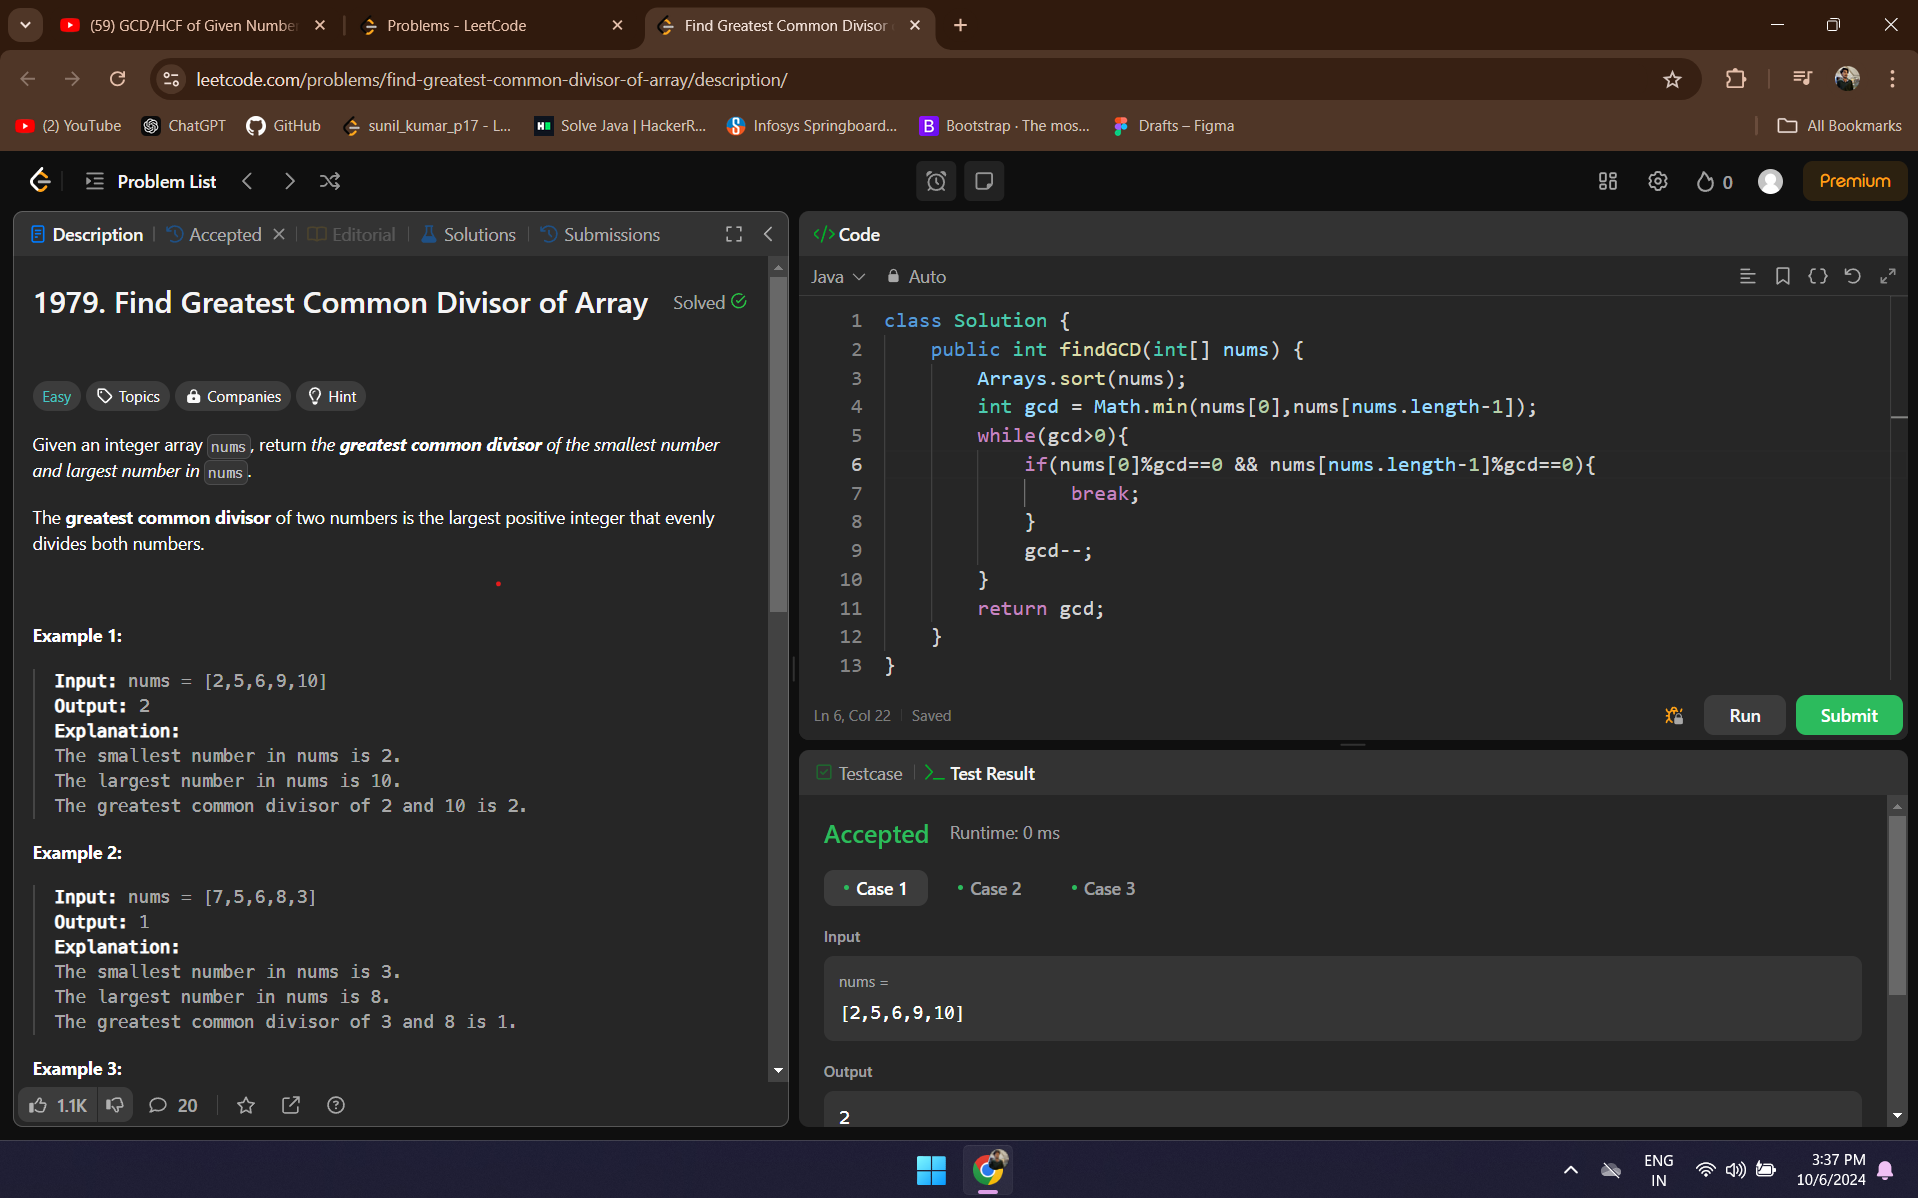 (59) GCD/HCF of Given Number
Problems - LeetCode
Find Greatest Common Divisor
leetcode.com/problems/find-greatest-common-divisor-of-array/description/
(2) YouTube
ChatGPT
GitHub
sunil_kumar_p17 - L...
Solve Java | HackerR...
Infosys Springboard...
Bootstrap · The mos...
Drafts – Figma
All Bookmarks
Problem List
0
Premium
Description
Accepted
Editorial
Solutions
Submissions
1979. Find Greatest Common Divisor of Array
Solved
Easy
Topics
Companies
Hint
Given an integer array nums, return the greatest common divisor of the smallest number
and largest number in nums.
The greatest common divisor of two numbers is the largest positive integer that evenly
divides both numbers.
Example 1:
Input: nums = [2,5,6,9,10]
Output: 2
Explanation:
The smallest number in nums is 2.
The largest number in nums is 10.
The greatest common divisor of 2 and 10 is 2.
Example 2:
Input: nums = [7,5,6,8,3]
Output: 1
Explanation:
The smallest number in nums is 3.
The largest number in nums is 8.
The greatest common divisor of 3 and 8 is 1.
Example 3:
1.1K
20
</> Code
Java
Auto
1 class Solution {
2 public int findGCD(int[] nums) {
3 Arrays.sort(nums);
4 int gcd = Math.min(nums[0],nums[nums.length-1]);
5 while(gcd>0){
6 if(nums[0]%gcd==0 && nums[nums.length-1]%gcd==0){
7 break;
8 }
9 gcd--;
10 }
11 return gcd;
12 }
13 }
Ln 6, Col 22
Saved
Run
Submit
Testcase
Test Result
Accepted
Runtime: 0 ms
Case 1
Case 2
Case 3
Input
nums =
[2,5,6,9,10]
Output
2
ENG
IN
3:37 PM
10/6/2024